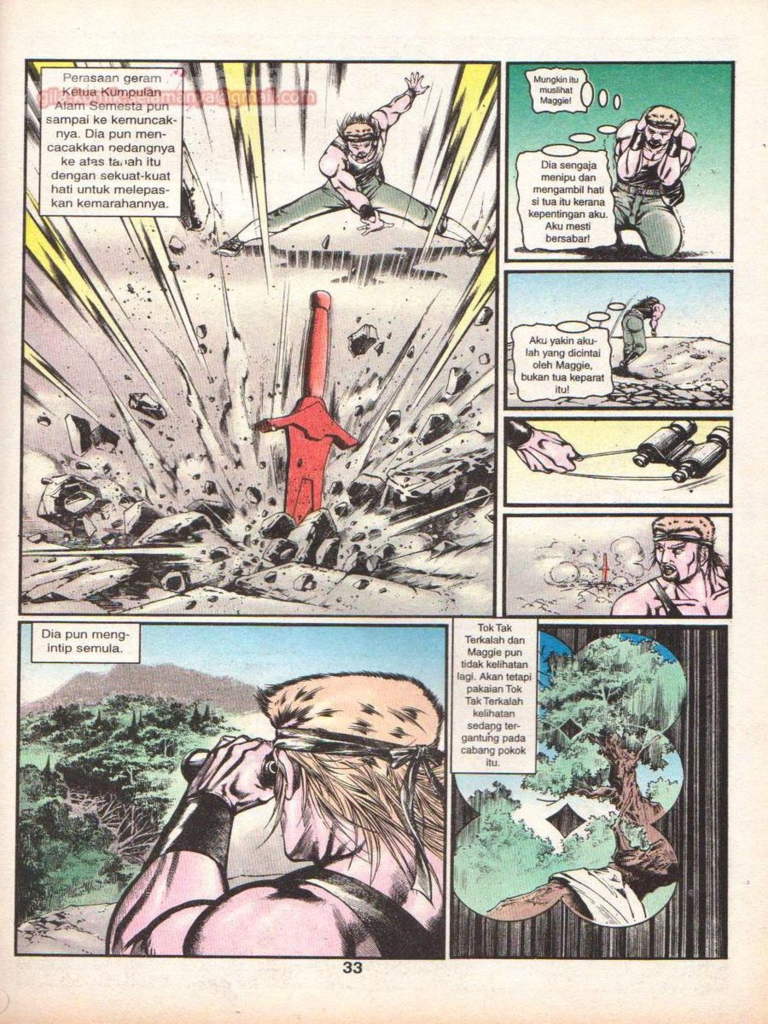 Perasaan geram
Ketua Kumpulan
Alam Semesta pun
sampai ke kemuncak-
nya. Dia pun men-
cacakkan pedangnya
ke atas tanah itu
dengan sekuat-kuat
hati untuk melepas-
kan kemarahannya.
Mungkin itu
muslihat
Maggie!
Dia sengaja
menipu dan
mengambil hati
si tua itu kerana
kepentingan aku.
Aku mesti
bersabar!
Aku yakin aku-
lah yang dicintai
oleh Maggie,
bukan tua keparat
itu!
Dia pun meng-
intip semula.
Tok Tak
Terkalah dan
Maggie pun
tidak kelihatan
lagi. Akan tetapi
pakaian Tok
Tak Terkalah
kelihatan
sedang ter-
gantung pada
cabang pokok
itu.
33